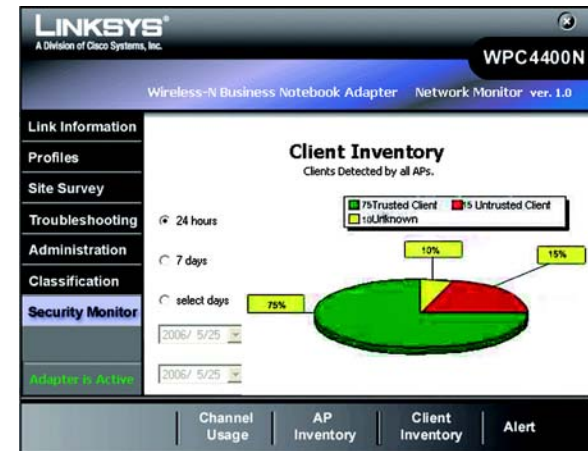 LINKSYS®
A Division of Cisco Systems, Inc.
WPC4400N
Wireless-N Business Notebook Adapter Network Monitor ver. 1.0
Link Information
Profiles
Site Survey
Troubleshooting
Administration
Classification
Security Monitor
Adapter is Active
Client Inventory
Clients Detected by all APs.
75Trusted Client 15 Untrusted Client
10Unknown
24 hours
7 days
select days
2006/ 5/25
2006/ 5/25
10%
15%
75%
Channel Usage
AP Inventory
Client Inventory
Alert